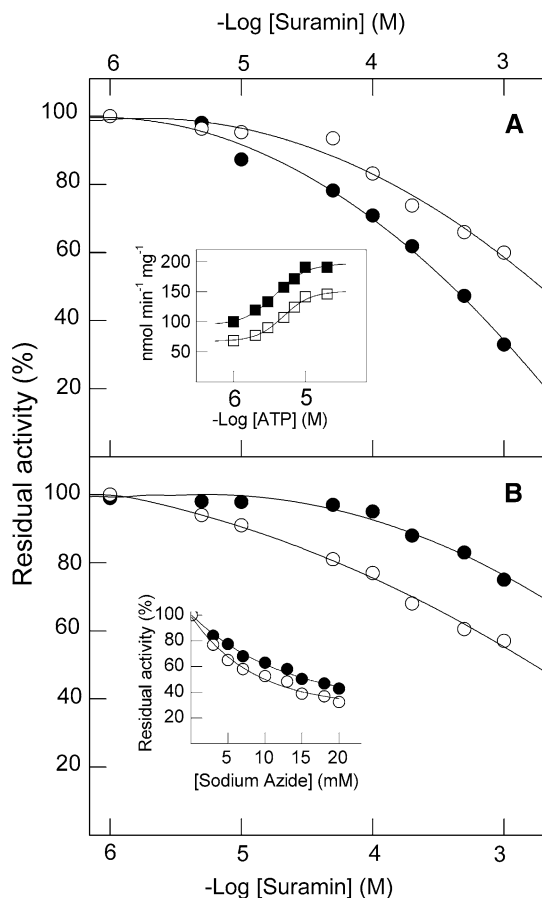 -Log [Suramin] (M)
6 5 4 3
A
100
80
60
40
20
nmol min-1 mg-1
200
150
100
50
6 5
-Log [ATP] (M)
Residual activity (%)
B
100
80
60
40
20
Residual activity (%)
100
80
60
40
20
5 10 15 20
[Sodium Azide] (mM)
6 5 4 3
-Log [Suramin] (M)